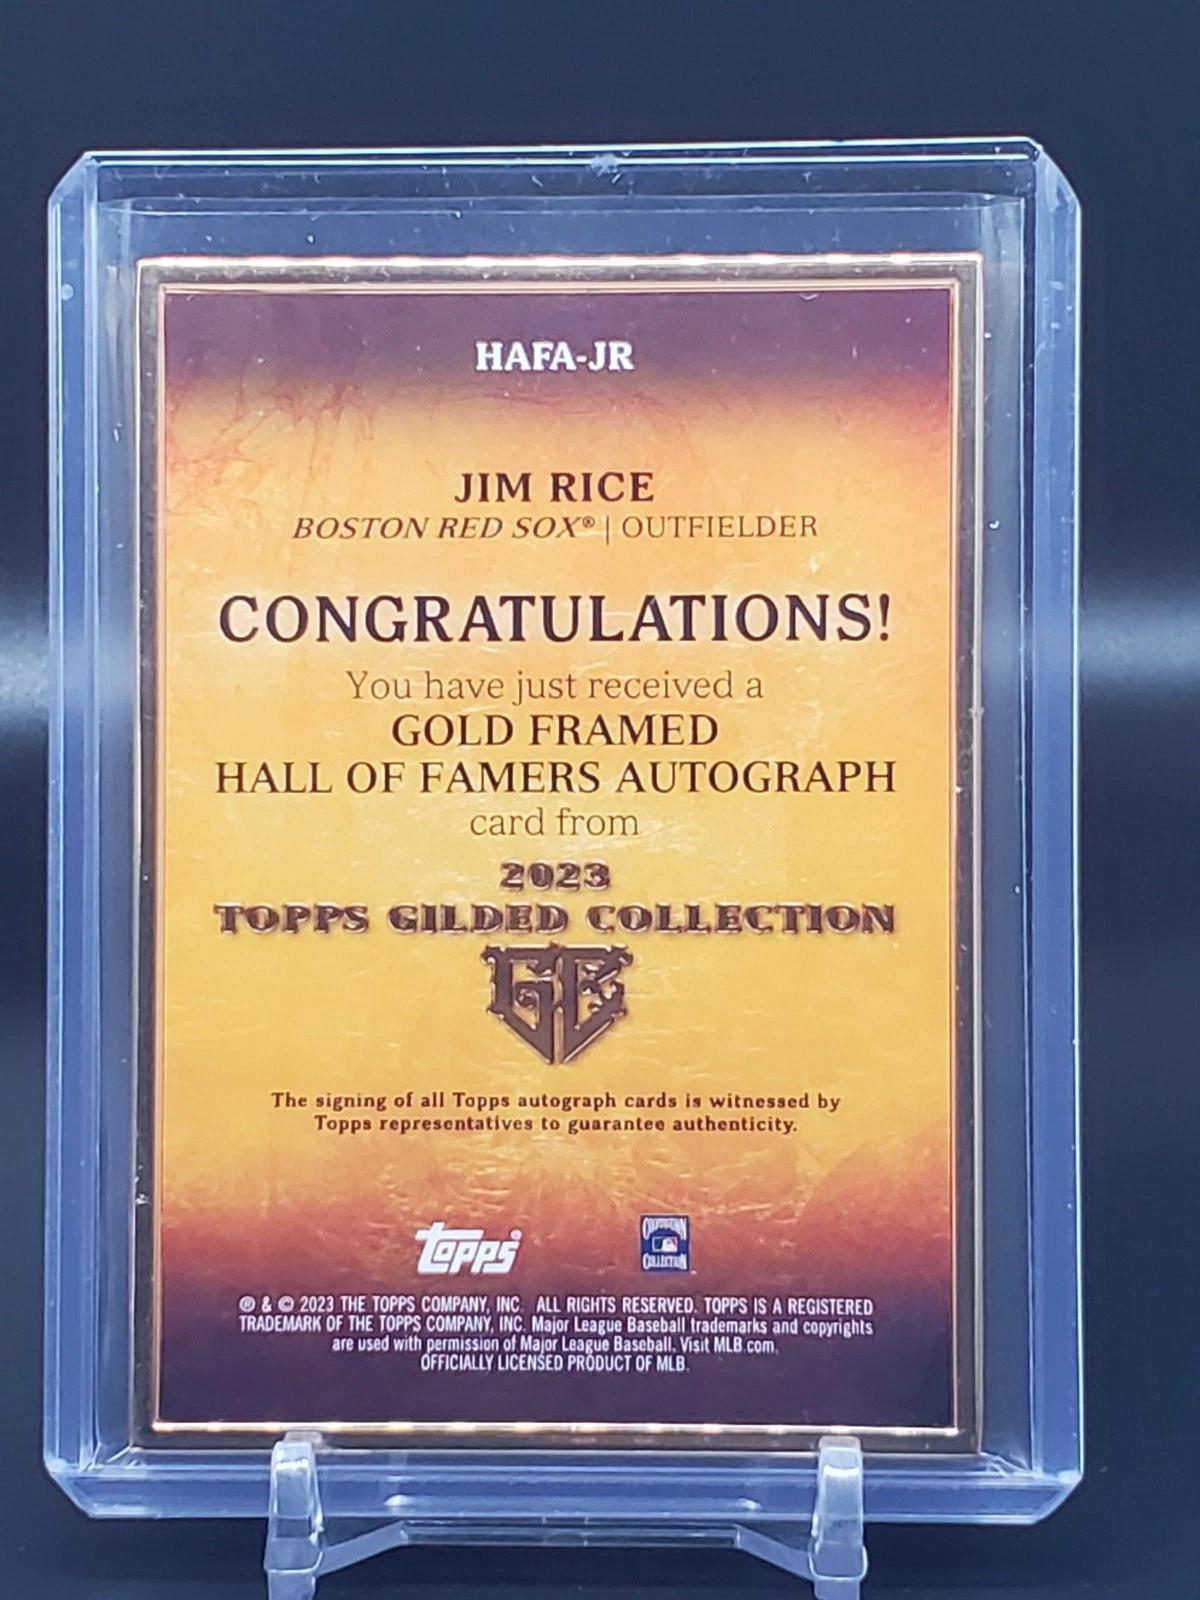 HAFA-JR
JIM RICE
BOSTON RED SOX® | OUTFIELDER
CONGRATULATIONS!
You have just received a
GOLD FRAMED
HALL OF FAMERS AUTOGRAPH
card from
2023
TOPPS GILDED COLLECTION
GC
The signing of all Topps autograph cards is witnessed by
Topps representatives to guarantee authenticity.
topps®
COOPERSTOWN
COLLECTION
® & © 2023 THE TOPPS COMPANY, INC. ALL RIGHTS RESERVED. TOPPS IS A REGISTERED
TRADEMARK OF THE TOPPS COMPANY, INC. Major League Baseball trademarks and copyrights
are used with permission of Major League Baseball. Visit MLB.com.
OFFICIALLY LICENSED PRODUCT OF MLB.